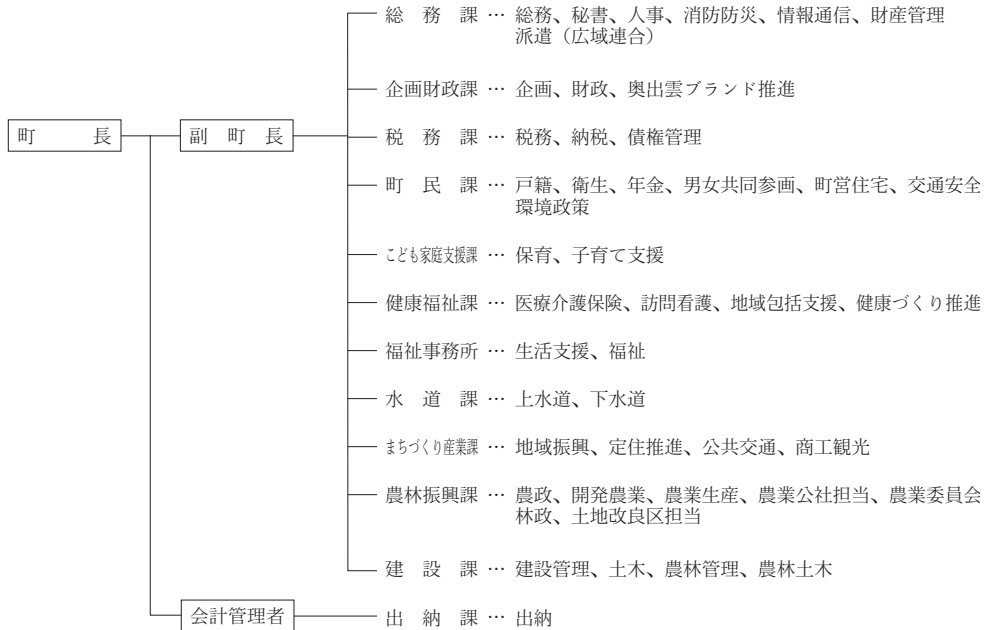 総務課 … 総務、秘書、人事、消防防災、情報通信、財産管理
派遣（広域連合）
企画財政課 … 企画、財政、奥出雲ブランド推進
町長 副町長 税務課 … 税務、納税、債権管理
町民課 … 戸籍、衛生、年金、男女共同参画、町営住宅、交通安全
環境政策
こども家庭支援課 … 保育、子育て支援
健康福祉課 … 医療介護保険、訪問看護、地域包括支援、健康づくり推進
福祉事務所 … 生活支援、福祉
水道課 … 上水道、下水道
まちづくり産業課 … 地域振興、定住推進、公共交通、商工観光
農林振興課 … 農政、開発農業、農業生産、農業公社担当、農業委員会
林政、土地改良区担当
建設課 … 建設管理、土木、農林管理、農林土木
会計管理者 出納課 … 出納